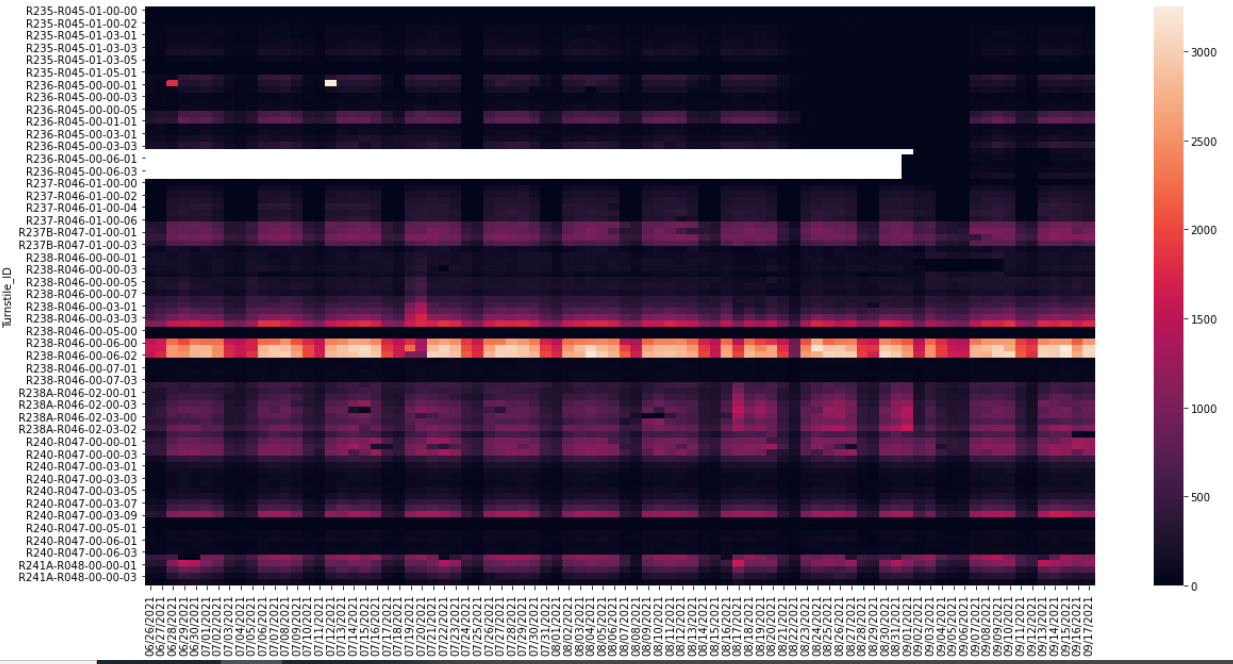 R235-R045-01-00-00
R235-R045-01-00-02
R235-R045-01-03-01
R235-R045-01-03-03
R235-R045-01-03-05
R235-R045-01-05-01
R236-R045-00-00-01
R236-R045-00-00-03
R236-R045-00-00-05
R236-R045-00-01-01
R236-R045-00-03-01
R236-R045-00-03-03
R236-R045-00-06-01
R236-R045-00-06-03
R237-R046-01-00-00
R237-R046-01-00-02
R237-R046-01-00-04
R237-R046-01-00-06
R237B-R047-01-00-01
R237B-R047-01-00-03
R238-R046-00-00-01
R238-R046-00-00-03
R238-R046-00-00-05
R238-R046-00-00-07
R238-R046-00-03-01
R238-R046-00-03-03
R238-R046-00-05-00
R238-R046-00-06-00
R238-R046-00-06-02
R238-R046-00-07-01
R238-R046-00-07-03
R238A-R046-02-00-01
R238A-R046-02-00-03
R238A-R046-02-03-00
R238A-R046-02-03-02
R240-R047-00-00-01
R240-R047-00-00-03
R240-R047-00-03-01
R240-R047-00-03-03
R240-R047-00-03-05
R240-R047-00-03-07
R240-R047-00-03-09
R240-R047-00-05-01
R240-R047-00-06-01
R240-R047-00-06-03
R241A-R048-00-00-01
R241A-R048-00-00-03
Turnstile_ID
06/26/2021
06/27/2021
06/28/2021
06/29/2021
06/30/2021
07/01/2021
07/02/2021
07/03/2021
07/04/2021
07/05/2021
07/06/2021
07/07/2021
07/08/2021
07/09/2021
07/10/2021
07/11/2021
07/12/2021
07/13/2021
07/14/2021
07/15/2021
07/16/2021
07/17/2021
07/18/2021
07/19/2021
07/20/2021
07/21/2021
07/22/2021
07/23/2021
07/24/2021
07/25/2021
07/26/2021
07/27/2021
07/28/2021
07/29/2021
07/30/2021
07/31/2021
08/01/2021
08/02/2021
08/03/2021
08/04/2021
08/05/2021
08/06/2021
08/07/2021
08/08/2021
08/09/2021
08/10/2021
08/11/2021
08/12/2021
08/13/2021
08/14/2021
08/15/2021
08/16/2021
08/17/2021
08/18/2021
08/19/2021
08/20/2021
08/21/2021
08/22/2021
08/23/2021
08/24/2021
08/25/2021
08/26/2021
08/27/2021
08/28/2021
08/29/2021
08/30/2021
08/31/2021
09/01/2021
09/02/2021
09/03/2021
09/04/2021
09/05/2021
09/06/2021
09/07/2021
09/08/2021
09/09/2021
09/10/2021
09/11/2021
09/12/2021
09/13/2021
09/14/2021
09/15/2021
09/16/2021
09/17/2021
3000
2500
2000
1500
1000
500
0